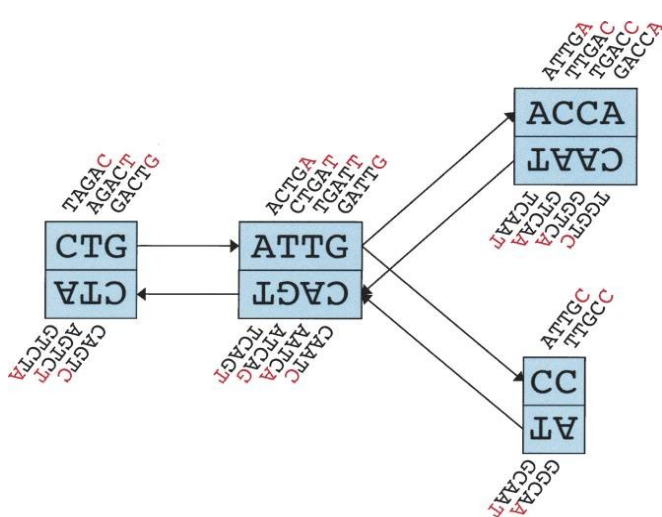 TAGAC
AGACT
GACTG
CTG
CTA
CAGTC
AGTCT
GTCTA
ACTGA
CTGAT
TGATT
GATTG
ATTG
CAGT
CAATC
AATCA
ATCAG
TCAGT
ATTGA
TTGAC
TGACC
GACCA
ACCA
CAAT
TGGTC
GGTCA
GTCAA
TCAAT
ATTGC
TTGCC
CC
AT
GGCAA
GCAAT